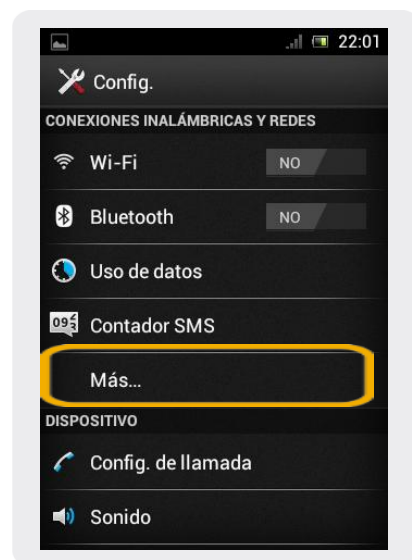 22:01
Config.
CONEXIONES INALÁMBRICAS Y REDES
Wi-Fi NO
Bluetooth NO
Uso de datos
Contador SMS
Más...
DISPOSITIVO
Config. de llamada
Sonido